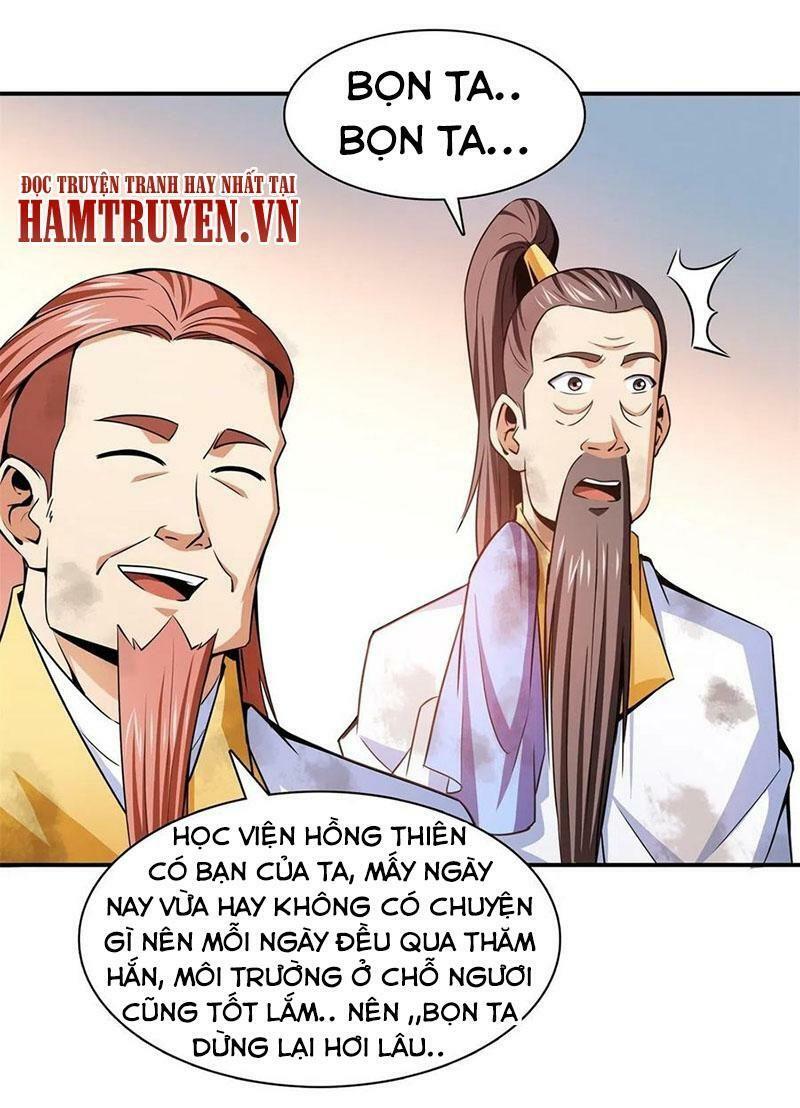 BỌN TA..
BỌN TA...
ĐỌC TRUYỆN TRANH HAY NHẤT TẠI
HAMTRUYEN.VN
HỌC VIỆN HỒNG THIÊN
CÓ BẠN CỦA TA, MẤY NGÀY
NAY VỪA HAY KHÔNG CÓ CHUYỆN
GÌ NÊN MỖI NGÀY ĐỀU QUA THĂM
HẮN, MÔI TRƯỜNG Ở CHỖ NGƯƠI
CŨNG TỐT LẮM.. NÊN ,,BỌN TA
DỪNG LẠI HƠI LÂU..